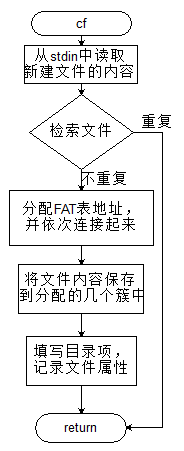 cf
从stdin中读取
新建文件的内容
检索文件
重复
不重复
分配FAT表地址，
并依次连接起来
将文件内容保存
到分配的几个簇中
填写目录项，
记录文件属性
return